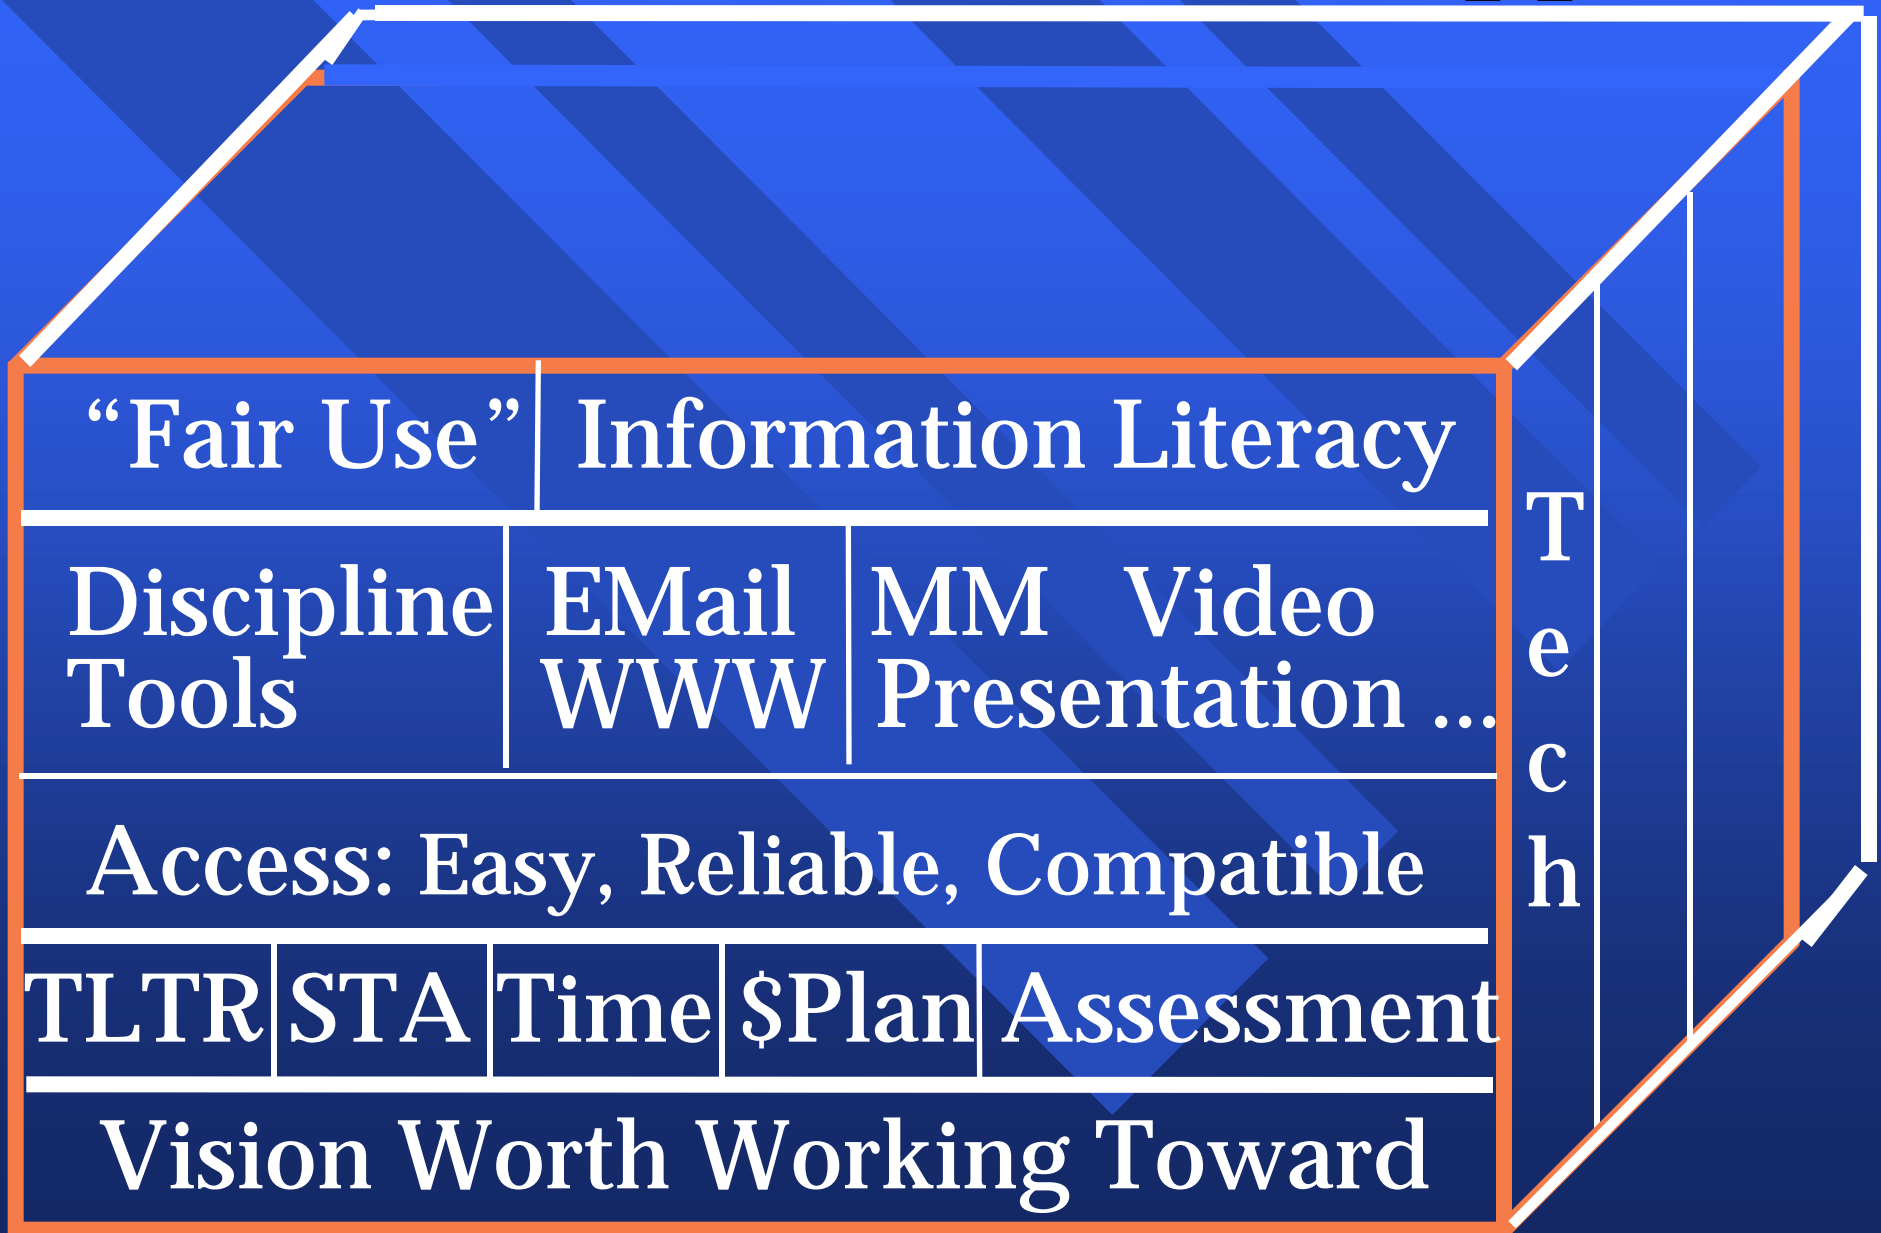 “Fair Use” Information Literacy
Discipline EMail MM Video
Tools WWW Presentation ...
Access: Easy, Reliable, Compatible
TLTR STA Time $Plan Assessment
Vision Worth Working Toward
T
e
c
h